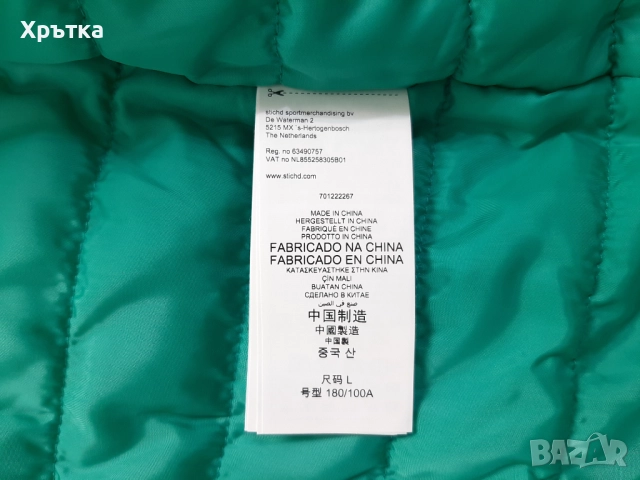 Хрътка
stichd sportmerchandising bv
De Waterman 2
5215 MX `s-Hertogenbosch
The Netherlands
Reg. no 63490757
VAT no NL855258305B01
www.stichd.com
701222267
MADE IN CHINA
HERGESTELLT IN CHINA
FABRIQUÉ EN CHINE
PRODOTTO IN CHINA
FABRICADO NA CHINA
FABRICADO EN CHINA
ΚΑΤΑΣΚΕΥΑΣΤΗΚΕ ΣΤΗΝ ΚΙΝΑ
ÇIN MALI
BUATAN CHINA
СДЕЛАНО В КИТАЕ
صنع في الصين
中国制造
中國製造
中国製
중국 산
尺码 L
号型 180/100A
BAZAR
bg